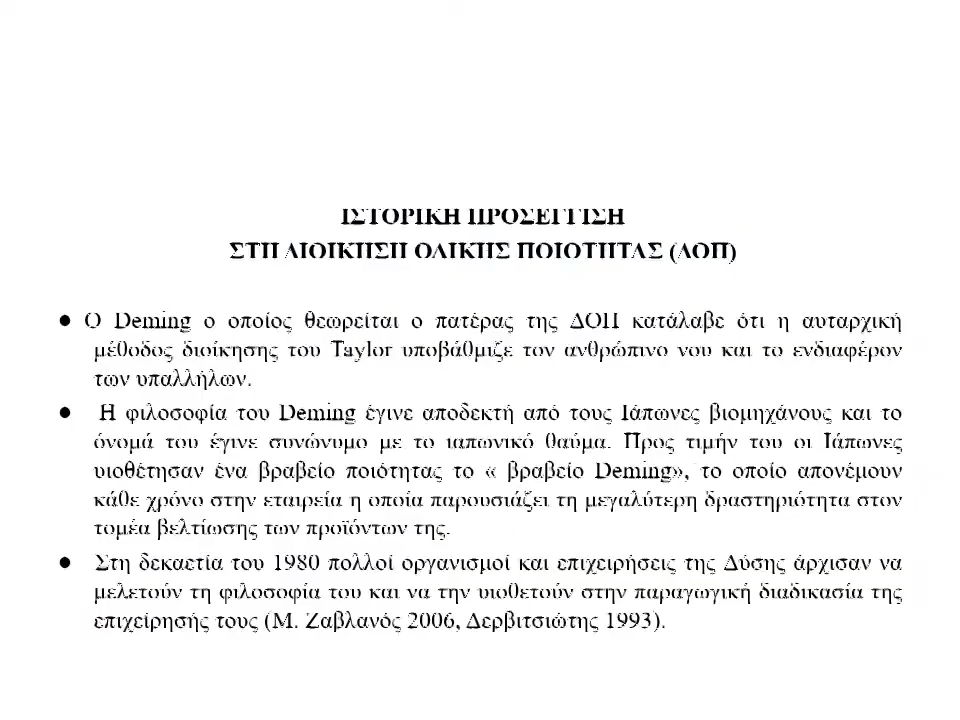 ΙΣΤΟΡΙΚΗ ΠΡΟΣΕΓΓΙΣΗ
ΣΤΗ ΔΙΟΙΚΗΣΗ ΟΛΙΚΗΣ ΠΟΙΟΤΗΤΑΣ (ΔΟΠ)
● Ο Deming ο οποίος θεωρείται ο πατέρας της ΔΟΠ κατάλαβε ότι η αυταρχική
μέθοδος διοίκησης του Taylor υποβάθμιζε τον ανθρώπινο νου και το ενδιαφέρον
των υπαλλήλων.
● Η φιλοσοφία του Deming έγινε αποδεκτή από τους Ιάπωνες βιομηχάνους και το
όνομά του έγινε συνώνυμο με το ιαπωνικό θαύμα. Προς τιμήν του οι Ιάπωνες
υιοθέτησαν ένα βραβείο ποιότητας το « βραβείο Deming», το οποίο απονέμουν
κάθε χρόνο στην εταιρεία η οποία παρουσιάζει τη μεγαλύτερη δραστηριότητα στον
τομέα βελτίωσης των προϊόντων της.
● Στη δεκαετία του 1980 πολλοί οργανισμοί και επιχειρήσεις της Δύσης άρχισαν να
μελετούν τη φιλοσοφία του και να την υιοθετούν στην παραγωγική διαδικασία της
επιχείρησής τους (Μ. Ζαβλανός 2006, Δερβιτσιώτης 1993).